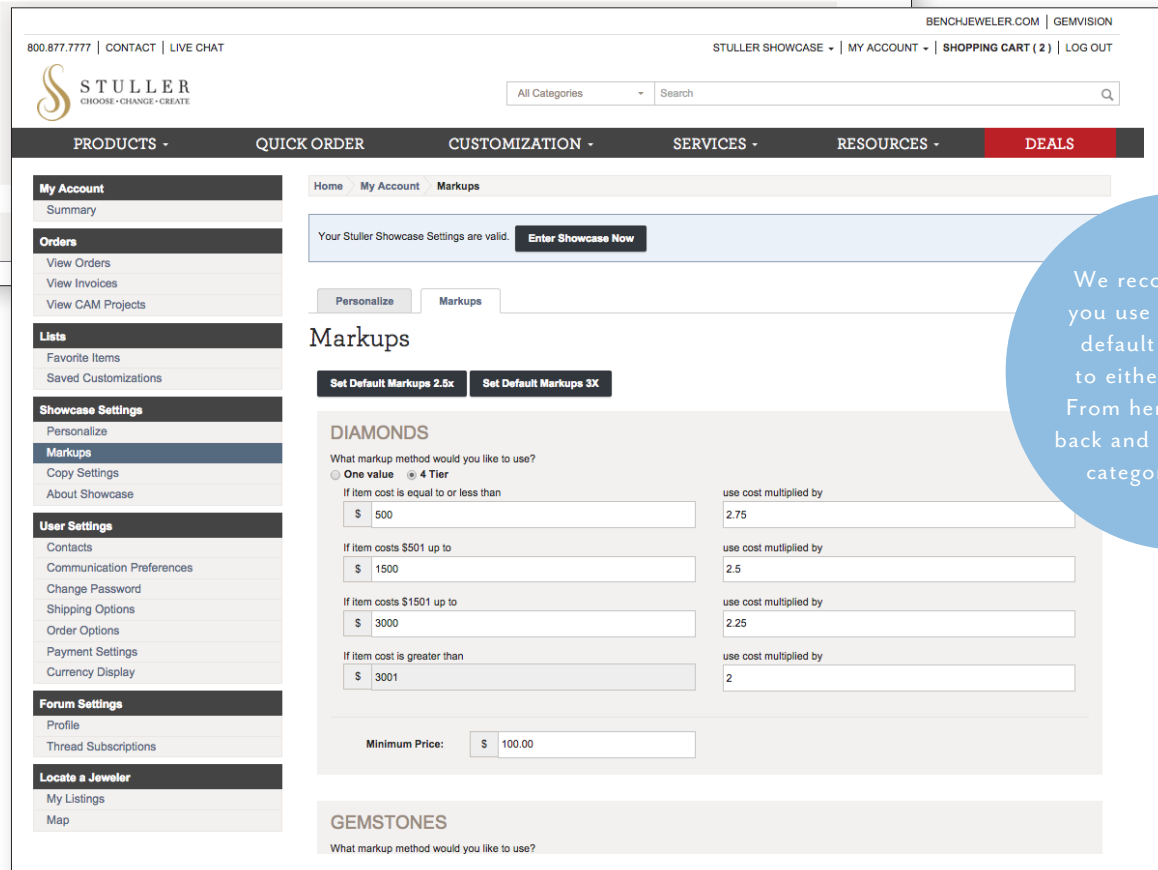 BENCHJEWELER.COM | GEMVISION
800.877.7777 | CONTACT | LIVE CHAT
STULLER SHOWCASE | MY ACCOUNT | SHOPPING CART ( 2 ) | LOG OUT
STULLER
CHOOSE • CHANGE • CREATE
All Categories
Search
PRODUCTS
QUICK ORDER
CUSTOMIZATION
SERVICES
RESOURCES
DEALS
My Account
Summary
Orders
View Orders
View Invoices
View CAM Projects
Lists
Favorite Items
Saved Customizations
Showcase Settings
Personalize
Markups
Copy Settings
About Showcase
User Settings
Contacts
Communication Preferences
Change Password
Shipping Options
Order Options
Payment Settings
Currency Display
Forum Settings
Profile
Thread Subscriptions
Locate a Jeweler
My Listings
Map
Home My Account Markups
Your Stuller Showcase Settings are valid. Enter Showcase Now
Personalize Markups
Markups
Set Default Markups 2.5x Set Default Markups 3X
DIAMONDS
What markup method would you like to use?
One value 4 Tier
If item cost is equal to or less than use cost multiplied by
$ 500 2.75
If item costs $501 up to use cost mutliplied by
$ 1500 2.5
If item costs $1501 up to use cost multiplied by
$ 3000 2.25
If item cost is greater than use cost multiplied by
$ 3001 2
Minimum Price: $ 100.00
GEMSTONES
What markup method would you like to use?
We reco
you use
default
to eithe
From her
back and
catego